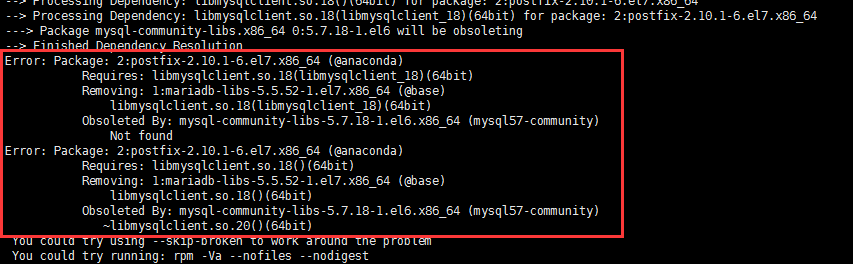 --> Processing Dependency: libmysqlclient.so.18()(64bit) for package: 2:postfix-2.10.1-6.el7.x86_64
--> Processing Dependency: libmysqlclient.so.18(libmysqlclient_18)(64bit) for package: 2:postfix-2.10.1-6.el7.x86_64
---> Package mysql-community-libs.x86_64 0:5.7.18-1.el6 will be obsoleting
--> Finished Dependency Resolution
Error: Package: 2:postfix-2.10.1-6.el7.x86_64 (@anaconda)
Requires: libmysqlclient.so.18(libmysqlclient_18)(64bit)
Removing: 1:mariadb-libs-5.5.52-1.el7.x86_64 (@base)
libmysqlclient.so.18(libmysqlclient_18)(64bit)
Obsoleted By: mysql-community-libs-5.7.18-1.el6.x86_64 (mysql57-community)
Not found
Error: Package: 2:postfix-2.10.1-6.el7.x86_64 (@anaconda)
Requires: libmysqlclient.so.18()(64bit)
Removing: 1:mariadb-libs-5.5.52-1.el7.x86_64 (@base)
libmysqlclient.so.18()(64bit)
Obsoleted By: mysql-community-libs-5.7.18-1.el6.x86_64 (mysql57-community)
~libmysqlclient.so.20()(64bit)
You could try using --skip-broken to work around the problem
You could try running: rpm -Va --nofiles --nodigest